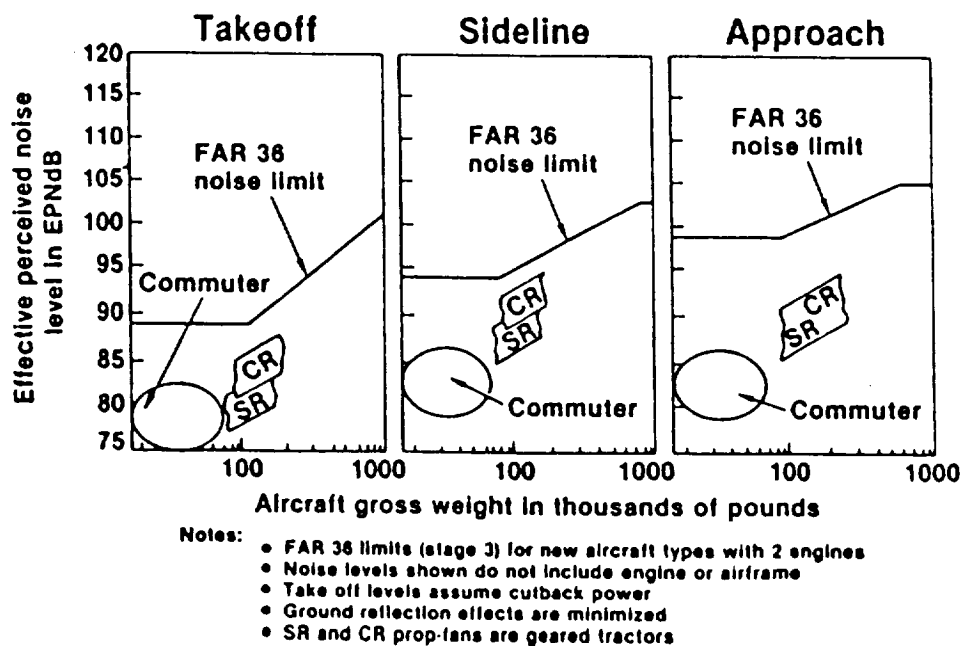 Takeoff
Sideline
Approach
Effective perceived noise
level in EPNdB
120
115
110
105
100
95
90
85
80
75
FAR 36
noise limit
Commuter
CR
SR
FAR 36
noise limit
CR
SR
Commuter
FAR 36
noise limit
CR
SR
Commuter
100
1000
100
1000
100
1000
Aircraft gross weight in thousands of pounds
Notes:
• FAR 36 limits (stage 3) for new aircraft types with 2 engines
• Noise levels shown do not include engine or airframe
• Take off levels assume cutback power
• Ground reflection effects are minimized
• SR and CR prop-fans are geared tractors